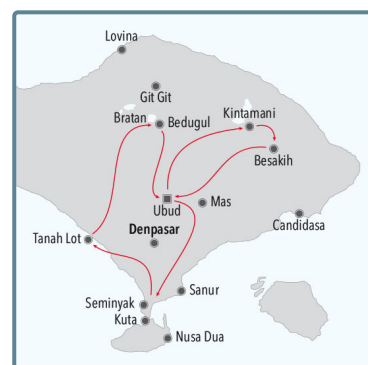 Lovina
Git Git
Bratan
Bedugul
Kintamani
Besakih
Ubud
Mas
Candidasa
Tanah Lot
Denpasar
Sanur
Seminyak
Kuta
Nusa Dua